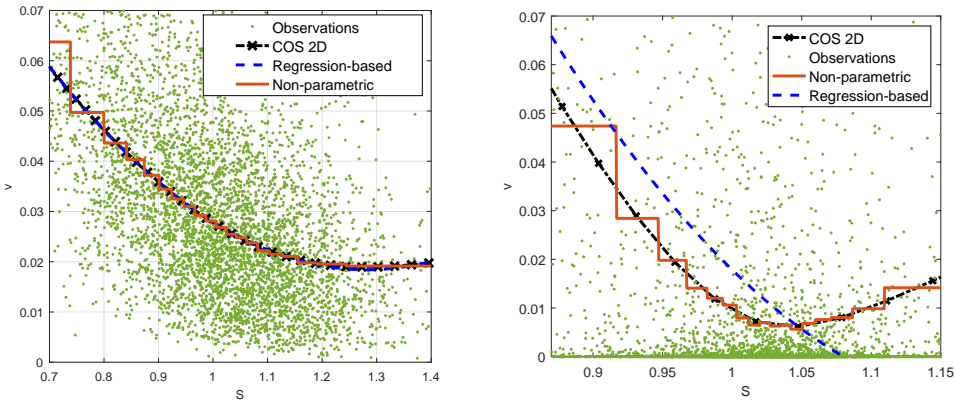 0.07
0.06
0.05
0.04
0.03
0.02
0.01
0
v
0.7 0.8 0.9 1 1.1 1.2 1.3 1.4
S
Observations
COS 2D
Regression-based
Non-parametric
0.07
0.06
0.05
0.04
0.03
0.02
0.01
0
v
0.9 0.95 1 1.05 1.1 1.15
S
COS 2D
Observations
Non-parametric
Regression-based